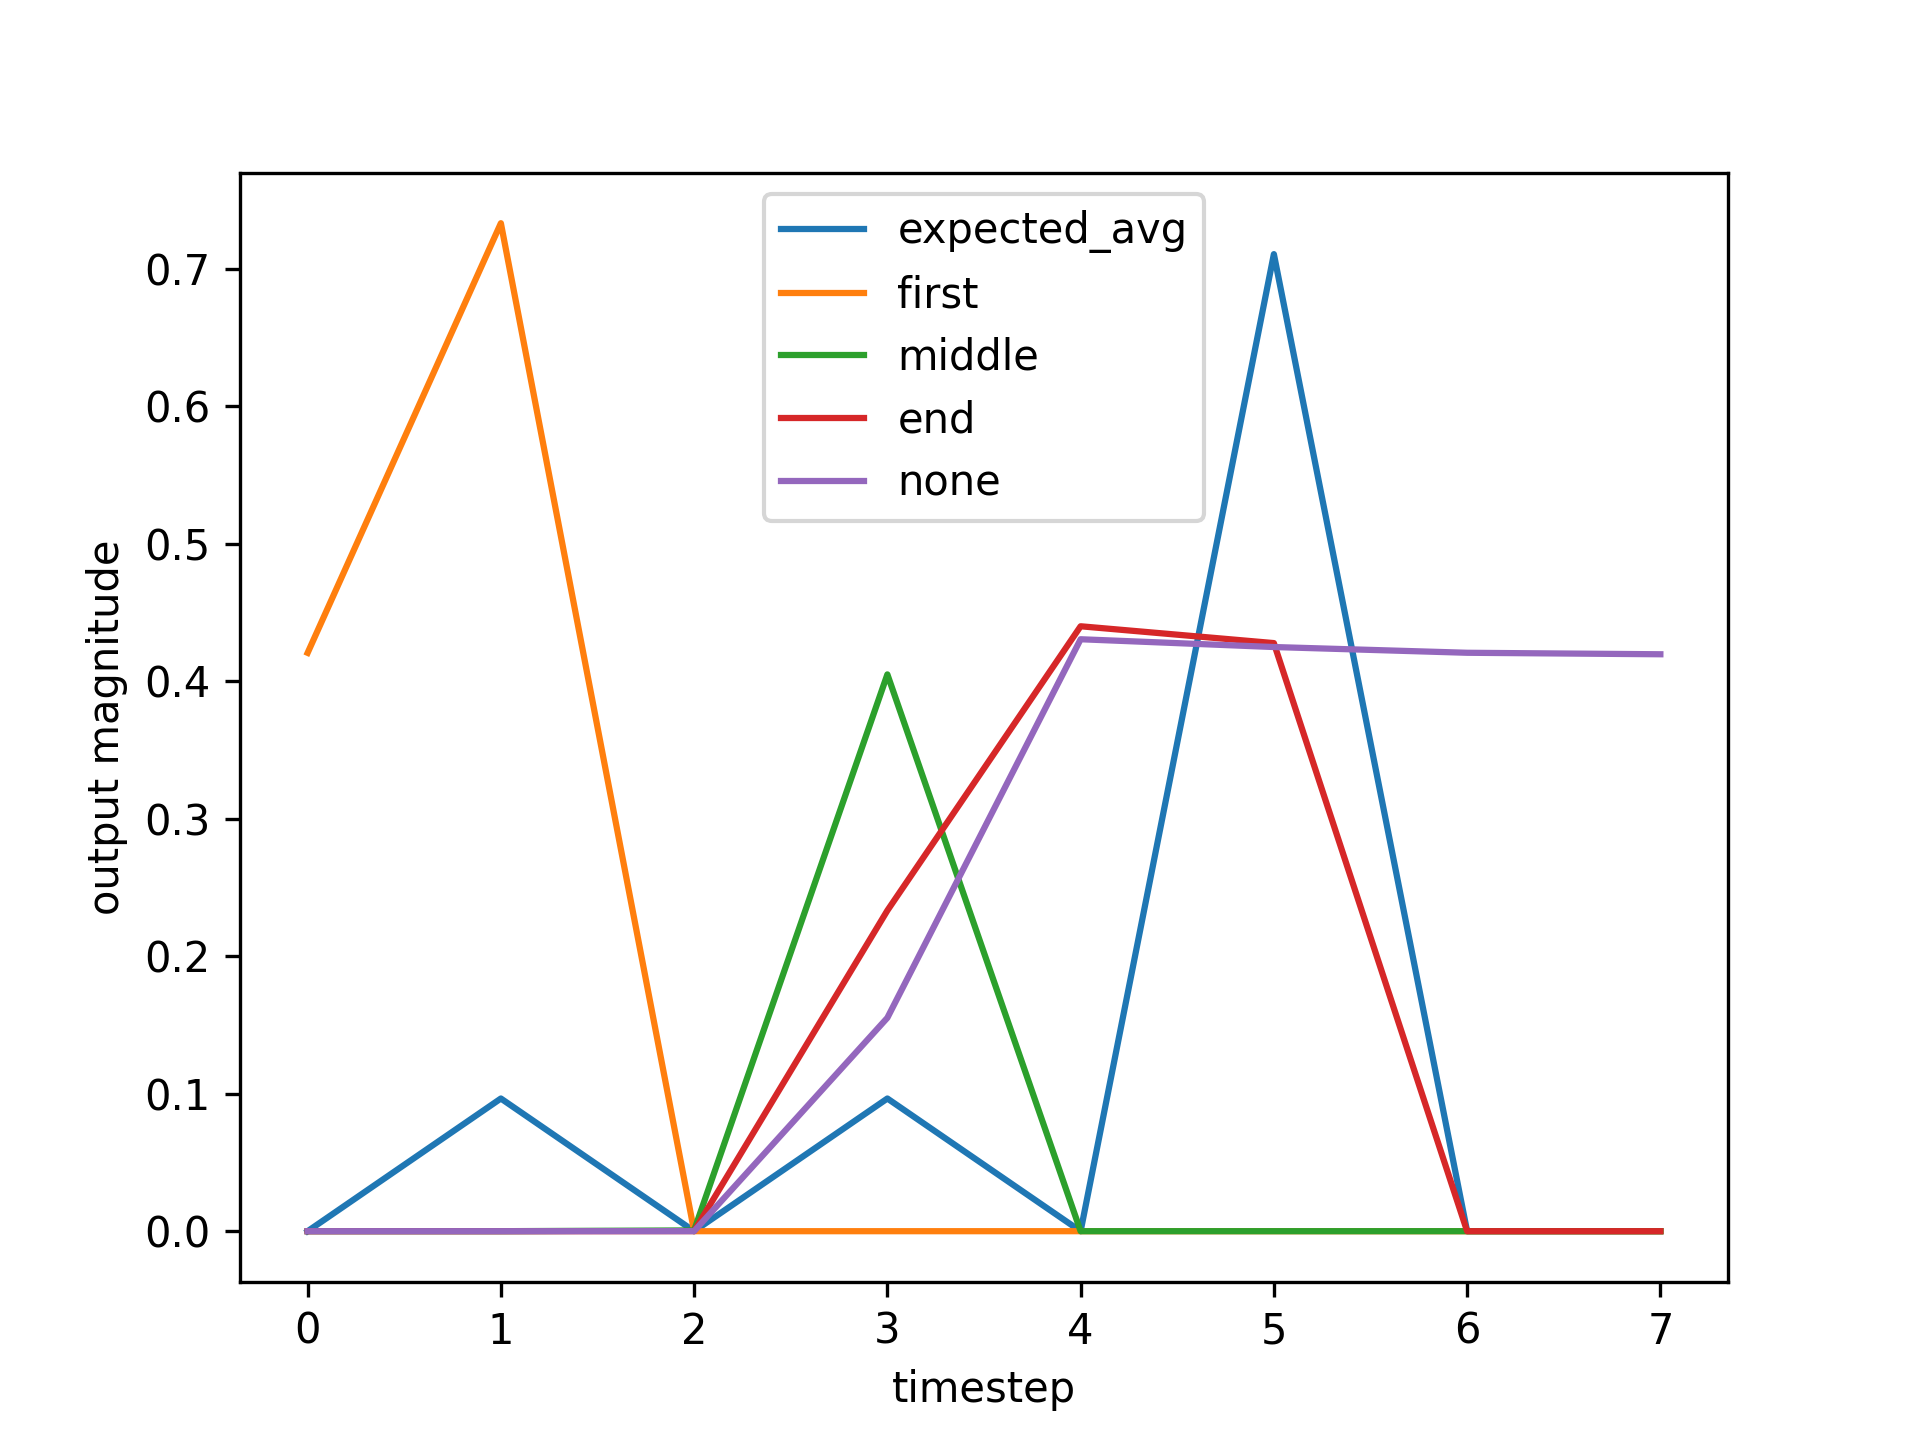 expected_avg
first
middle
end
none
output magnitude
0.7
0.6
0.5
0.4
0.3
0.2
0.1
0.0
0 1 2 3 4 5 6 7
timestep